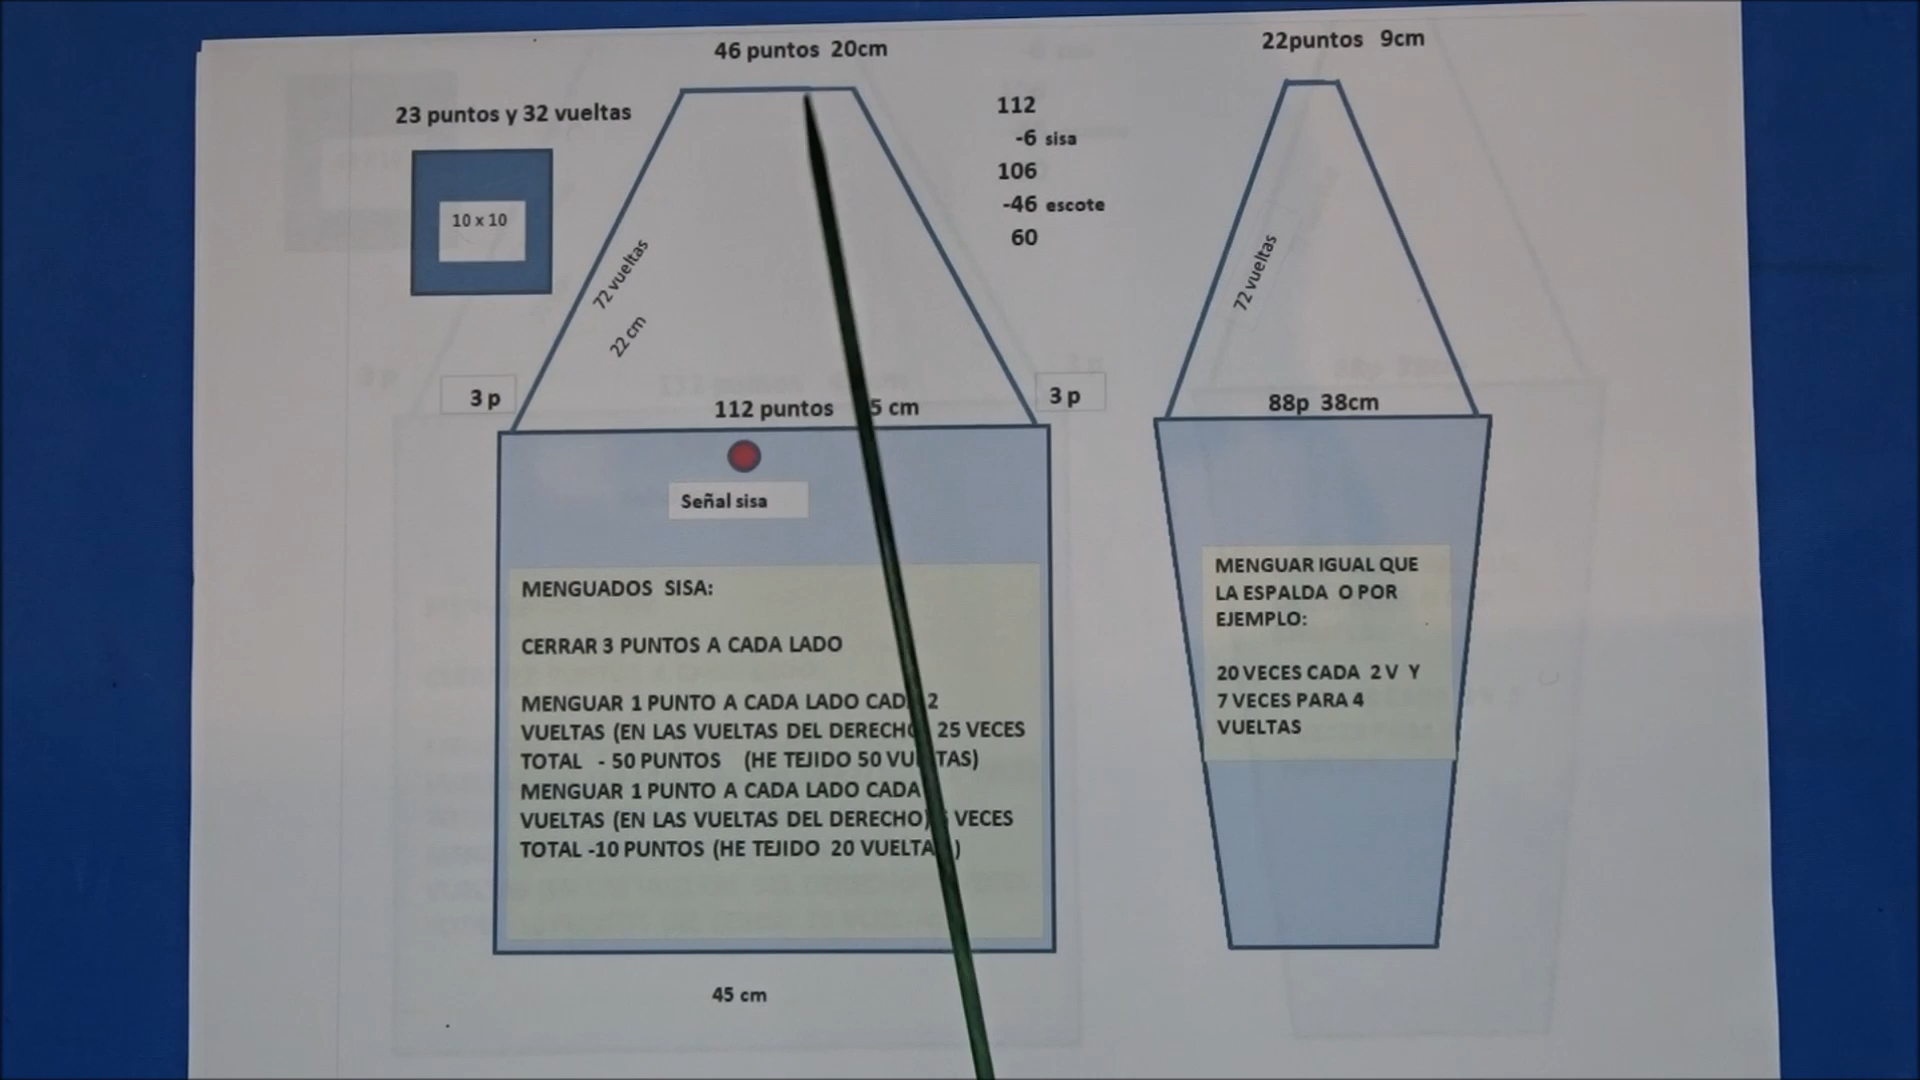 46 puntos 20cm
22puntos 9cm
23 puntos y 32 vueltas
10 x 10
112
-6 sisa
106
-46 escote
60
72 vueltas
22 cm
72 vueltas
3 p
3 p
112 puntos 5 cm
88p 38cm
Señal sisa
MENGUADOS SISA:
CERRAR 3 PUNTOS A CADA LADO
MENGUAR 1 PUNTO A CADA LADO 2
VUELTAS (EN LAS VUELTAS DEL DERECHO 25 VECES
TOTAL - 50 PUNTOS (HE TEJIDO 50 VUELTAS)
MENGUAR 1 PUNTO A CADA LADO CADA
VUELTAS (EN LAS VUELTAS DEL DERECHO) VECES
TOTAL -10 PUNTOS (HE TEJIDO 20 VUELTAS)
MENGUAR IGUAL QUE
LA ESPALDA O POR
EJEMPLO:
20 VECES CADA 2 V Y
7 VECES PARA 4
VUELTAS
45 cm